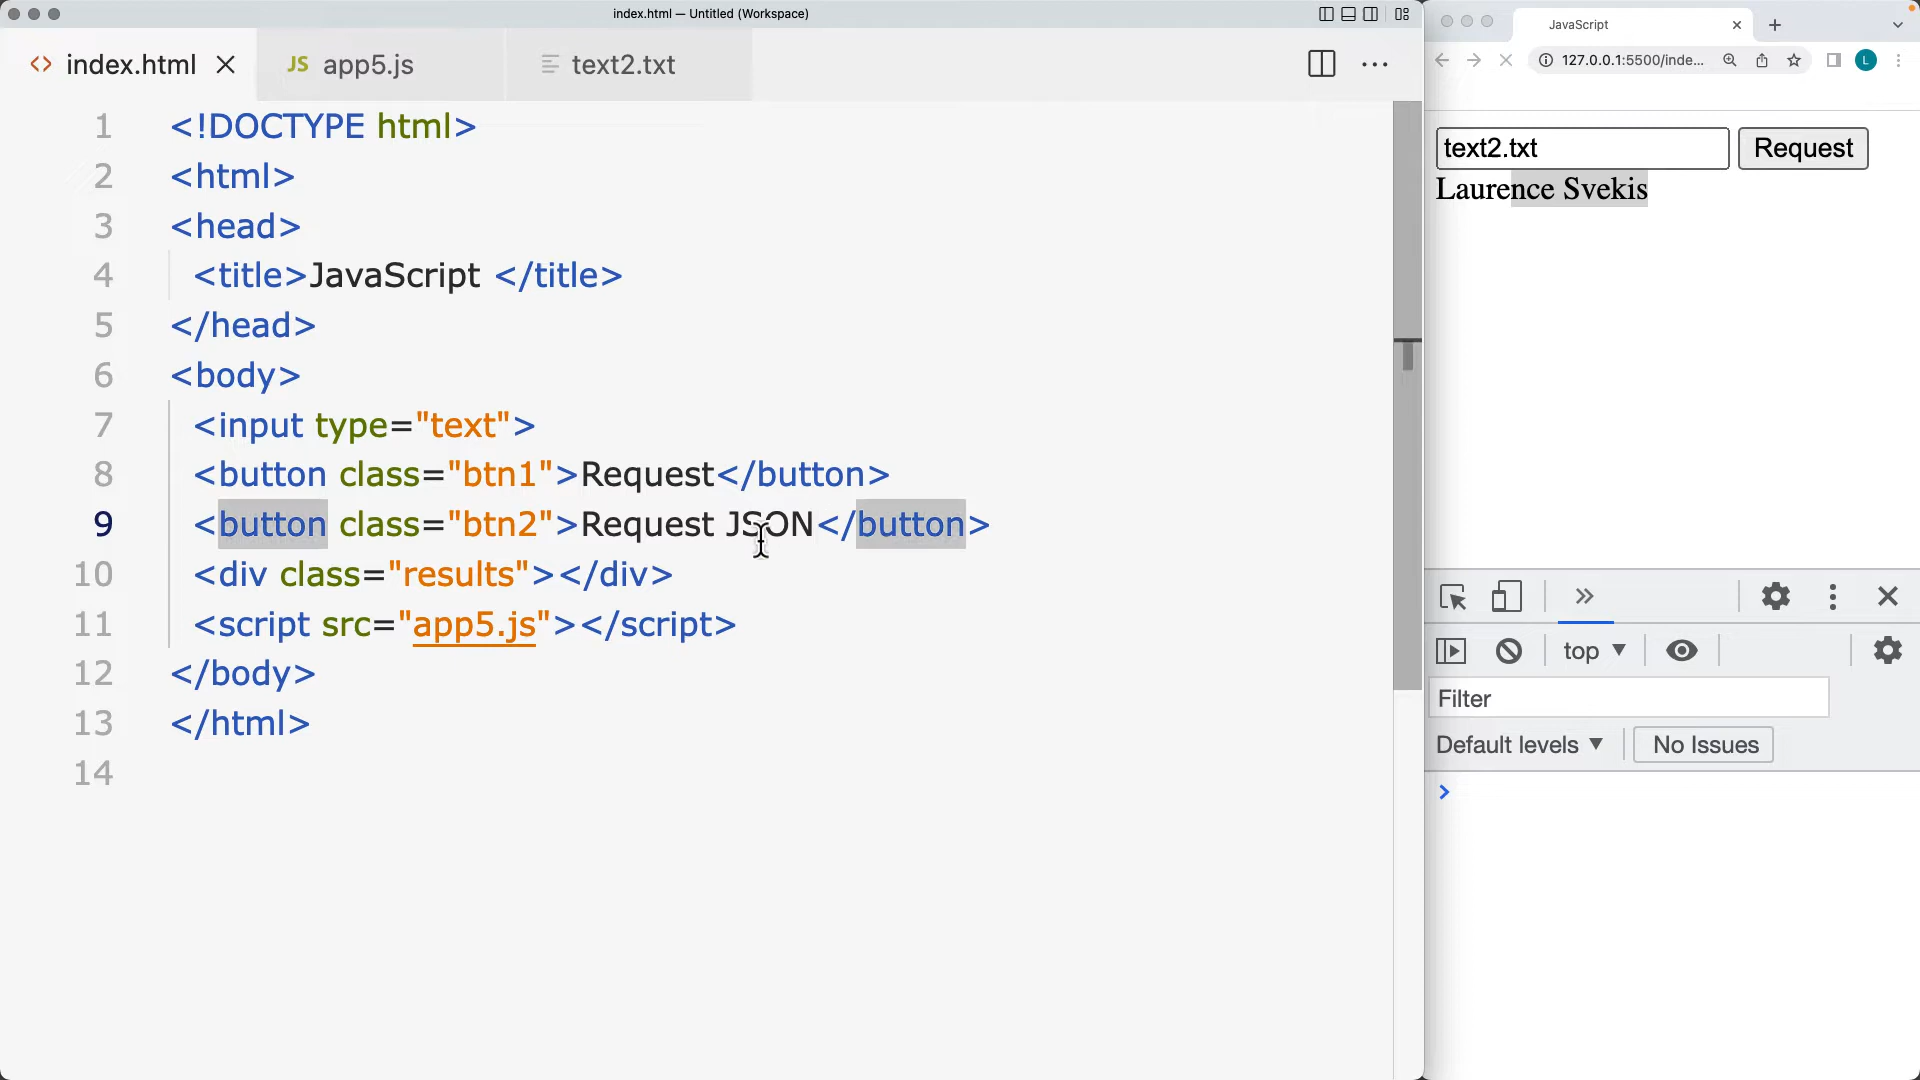 index.html — Untitled (Workspace)
index.html
JS app5.js
text2.txt
1 <!DOCTYPE html>
2 <html>
3 <head>
4 <title>JavaScript </title>
5 </head>
6 <body>
7 <input type="text">
8 <button class="btn1">Request</button>
9 <button class="btn2">Request JSON</button>
10 <div class="results"></div>
11 <script src="app5.js"></script>
12 </body>
13 </html>
14
JavaScript
127.0.0.1:5500/inde...
L
text2.txt
Request
Laurence Svekis
top
Filter
Default levels
No Issues